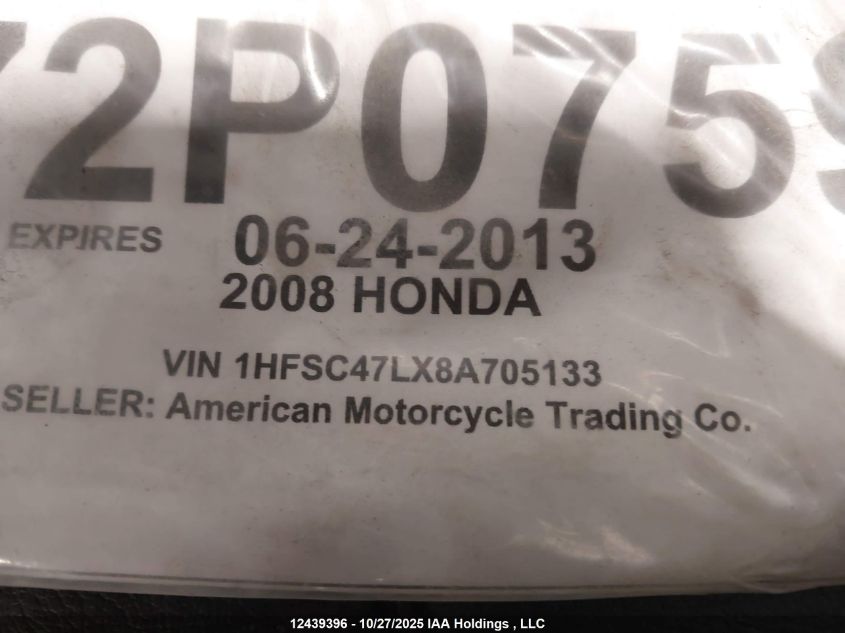 72P075S
EXPIRES 06-24-2013
2008 HONDA
VIN 1HFSC47LX8A705133
SELLER: American Motorcycle Trading Co.
12439396 - 10/27/2025 IAA Holdings , LLC